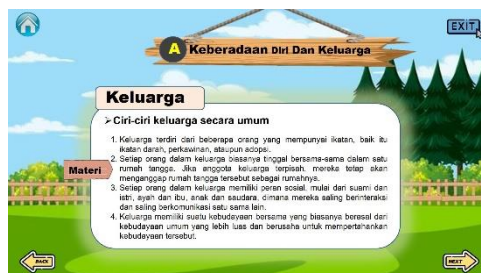 EXIT
A Keberadaan Diri Dan Keluarga
Keluarga
➢ Ciri-ciri keluarga secara umum
1. Keluarga terdiri dari beberapa orang yang mempunyai ikatan, baik itu
ikatan darah, perkawinan, ataupun adopsi.
2. Setiap orang dalam keluarga biasanya tinggal bersama-sama dalam satu
rumah tangga. Jika anggota keluarga terpisah, mereka tetap akan
menganggap rumah tangga tersebut sebagai rumahnya.
Materi
3. Setiap orang dalam keluarga memiliki peran sosial, mulai dari suami dan
istri, ayah dan ibu, anak dan saudara, dimana mereka saling berinteraksi
dan saling berkomunikasi satu sama lain.
4. Keluarga memiliki suatu kebudayaan bersama yang biasanya berasal dari
kebudayaan umum yang lebih luas dan berusaha untuk mempertahankan
kebudayaan tersebut.
BACK
NEXT